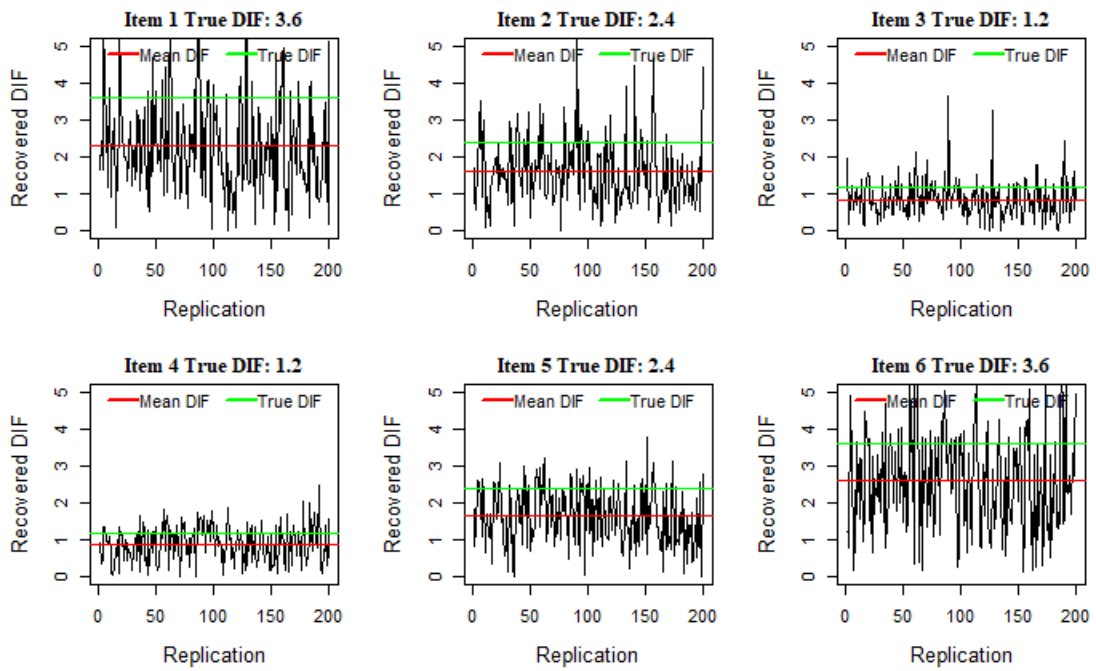 Item 1 True DIF: 3.6
Recovered DIF
5
4
3
2
1
0
Mean DIF
True DIF
0 50 100 150 200
Replication
Item 2 True DIF: 2.4
Recovered DIF
5
4
3
2
1
0
Mean DIF
True DIF
0 50 100 150 200
Replication
Item 3 True DIF: 1.2
Recovered DIF
5
4
3
2
1
0
Mean DIF
True DIF
0 50 100 150 200
Replication
Item 4 True DIF: 1.2
Recovered DIF
5
4
3
2
1
0
Mean DIF
True DIF
0 50 100 150 200
Replication
Item 5 True DIF: 2.4
Recovered DIF
5
4
3
2
1
0
Mean DIF
True DIF
0 50 100 150 200
Replication
Item 6 True DIF: 3.6
Recovered DIF
5
4
3
2
1
0
Mean DIF
True DIF
0 50 100 150 200
Replication